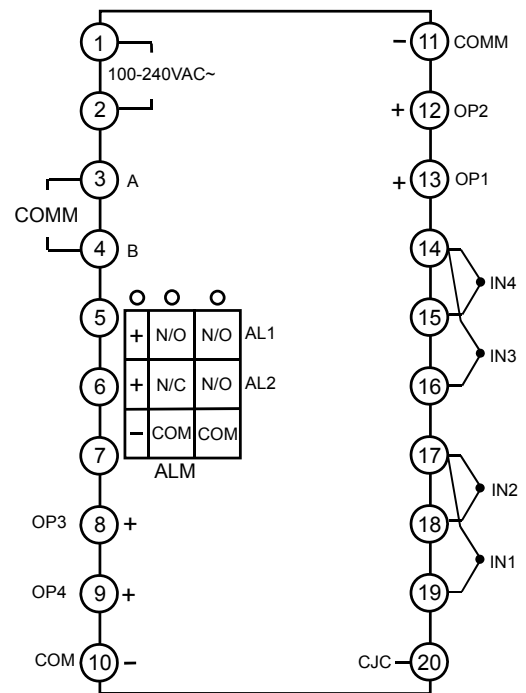 1
100-240VAC~
2
3 A
COMM
4 B
5
6
7
+ N/O N/O AL1
+ N/C N/O AL2
- COM COM
ALM
OP3 8 +
OP4 9 +
COM 10 -
- 11 COMM
+ 12 OP2
+ 13 OP1
14
IN4
15
IN3
16
17
IN2
18
IN1
19
CJC 20